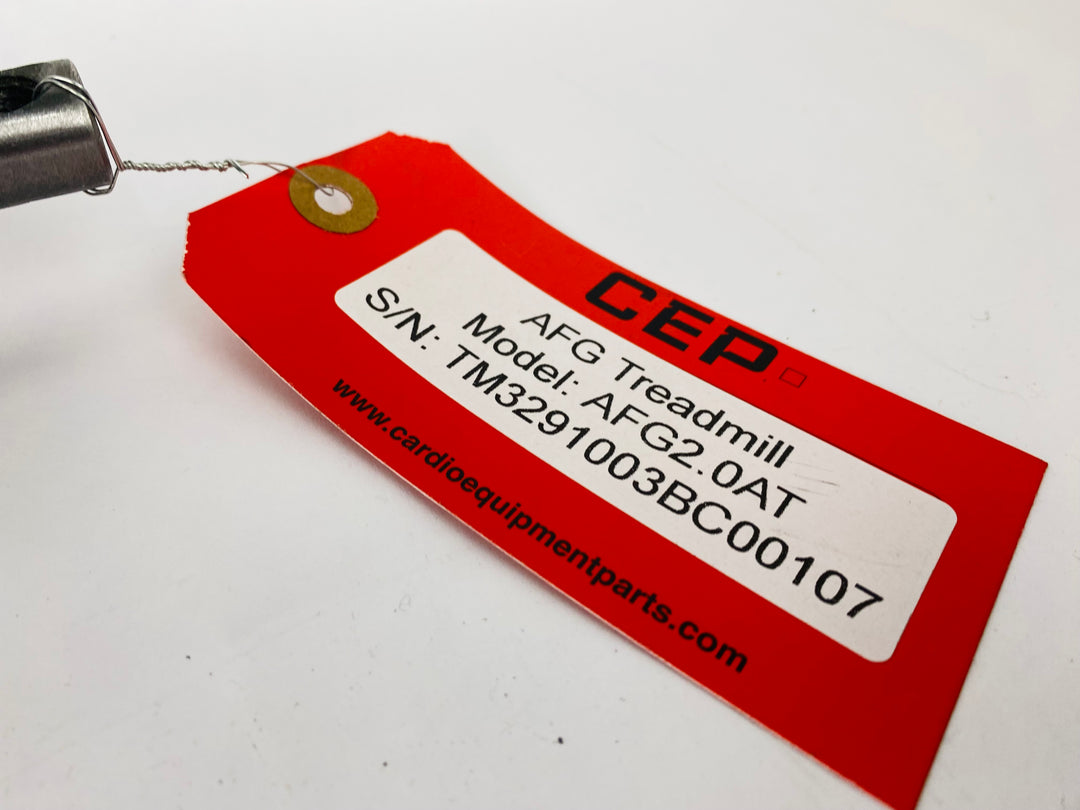 CEP
AFG Treadmill
Model: AFG2.0AT
S/N: TM3291003BC00107
www.cardioequipmentparts.com